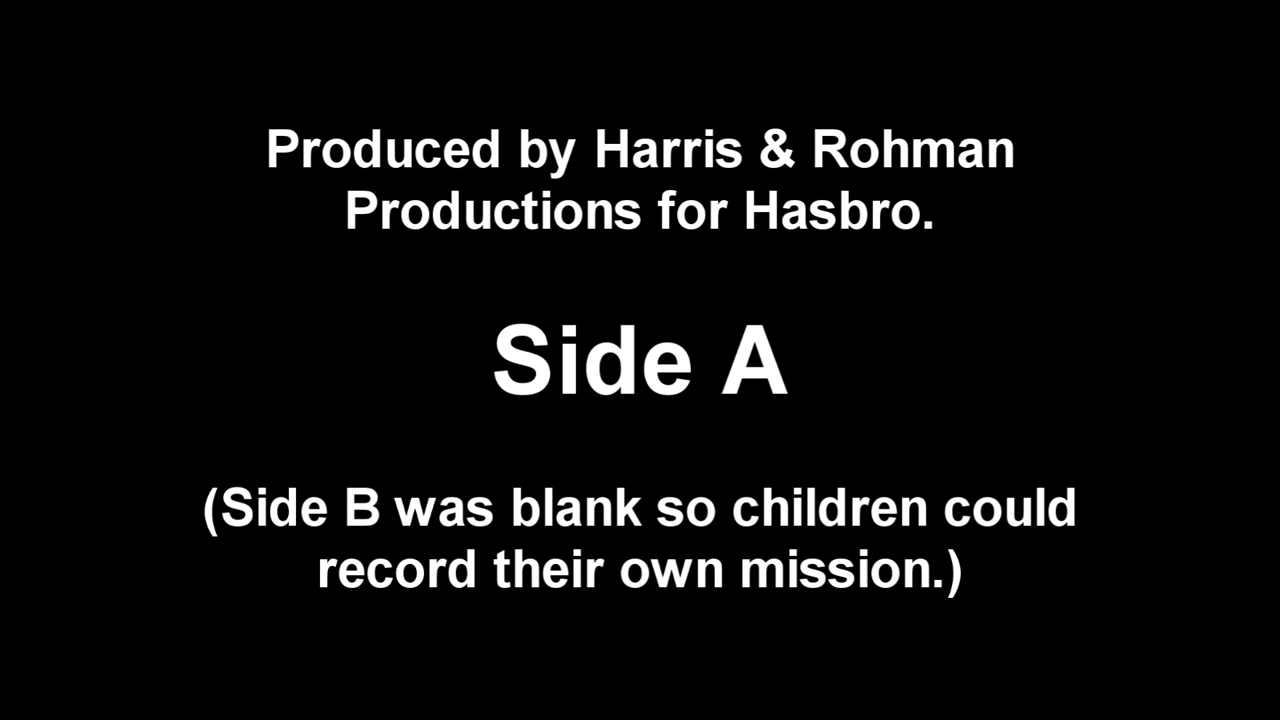 Produced by Harris & Rohman
Productions for Hasbro.
Side A
(Side B was blank so children could
record their own mission.)